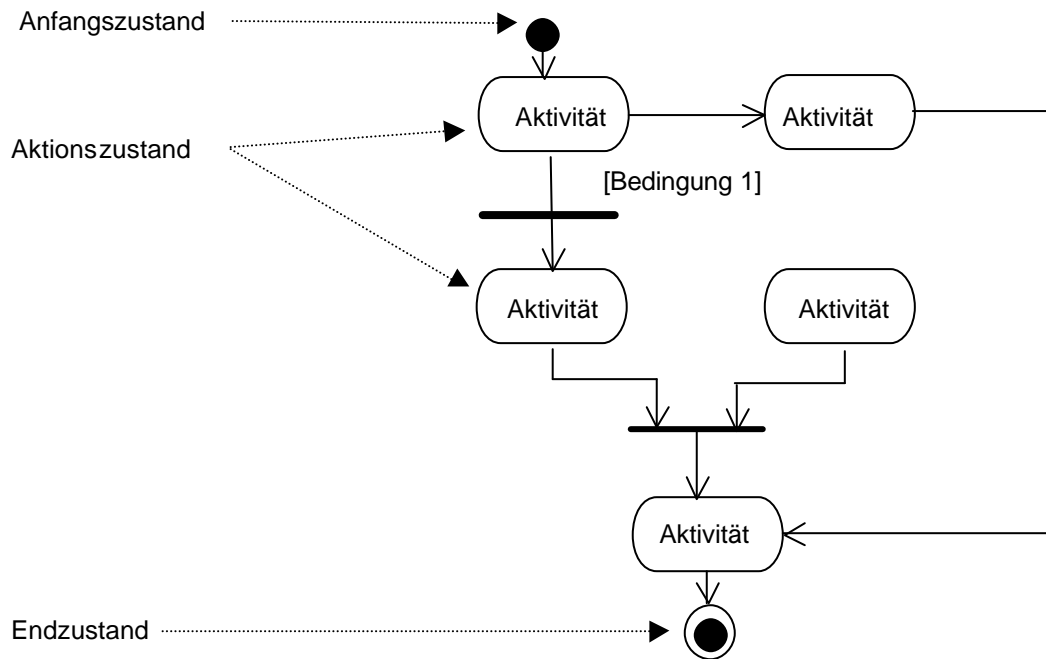 Anfangszustand
Aktivität
Aktivität
Aktionszustand
[Bedingung 1]
Aktivität
Aktivität
Aktivität
Endzustand